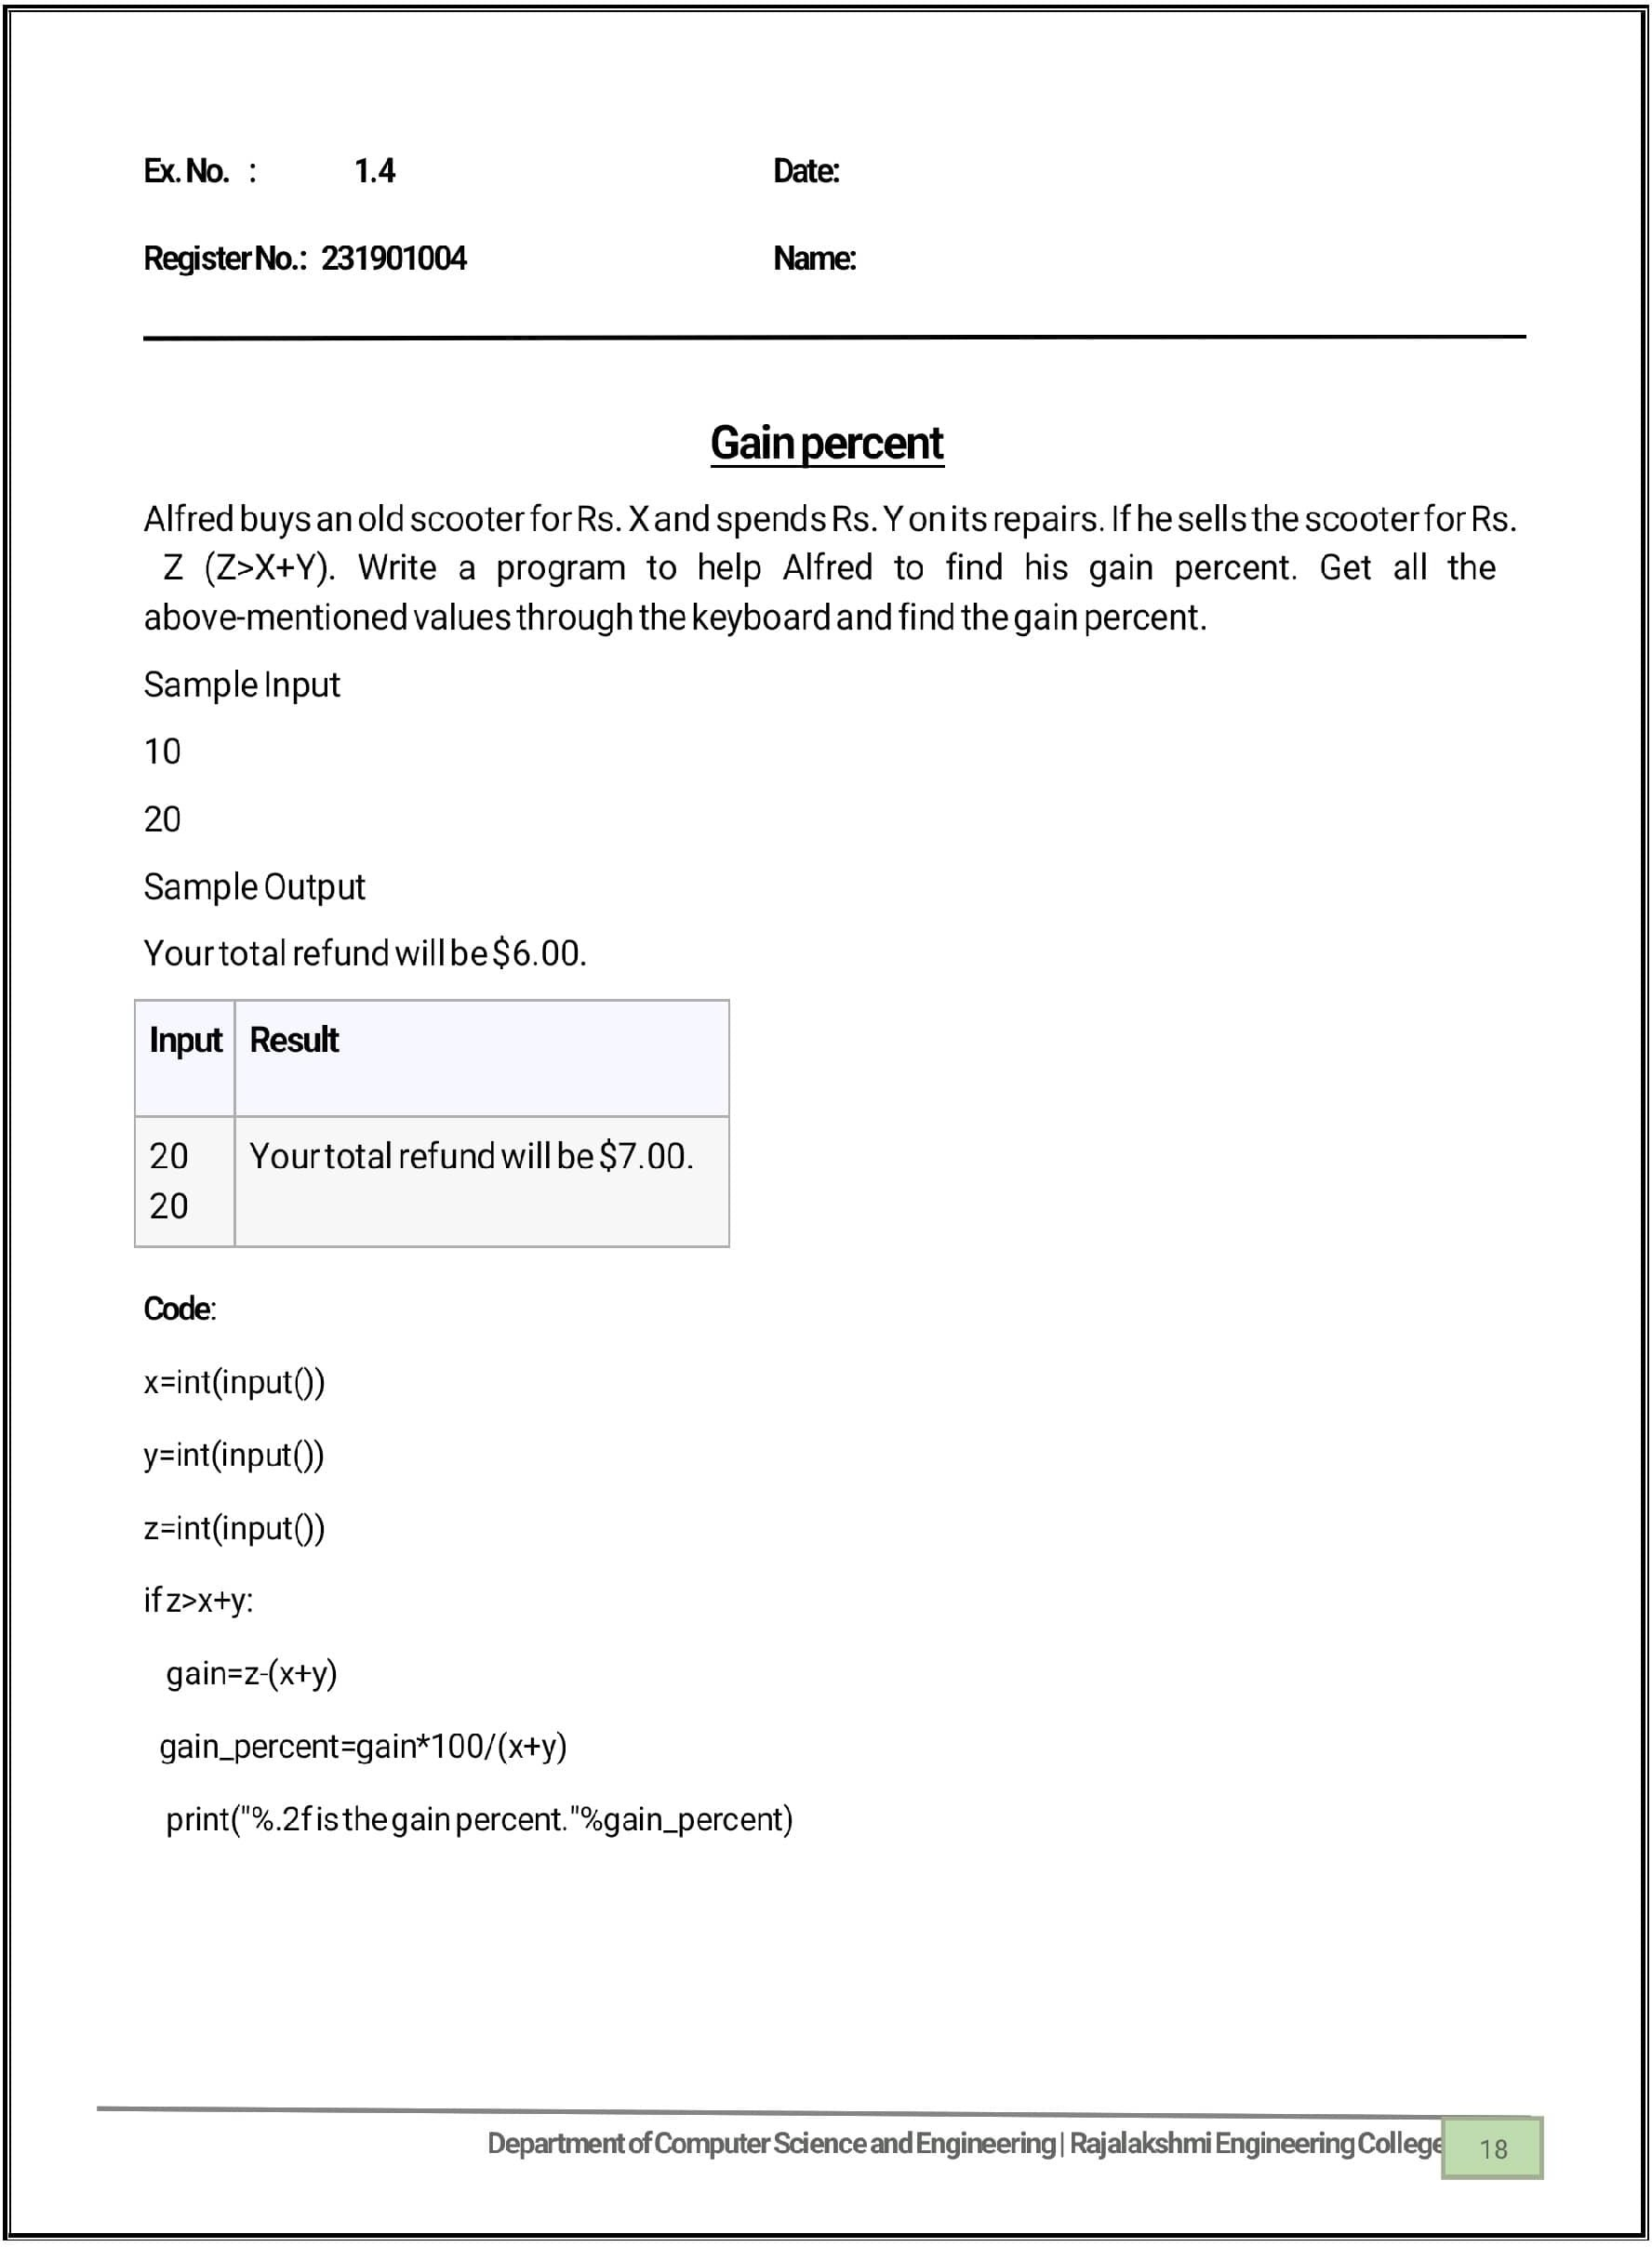 Ex. No. : 1.4 Date:
Register No.: 231901004 Name:
Gain percent
Alfred buys an old scooter for Rs. X and spends Rs. Y on its repairs. If he sells the scooter for Rs.
Z (Z>X+Y). Write a program to help Alfred to find his gain percent. Get all the
above-mentioned values through the keyboard and find the gain percent.
Sample Input
10
20
Sample Output
Your total refund will be $6.00.
Input Result
20 Your total refund will be $7.00.
20
Code:
x=int(input())
y=int(input())
z=int(input())
if z>x+y:
gain=z-(x+y)
gain_percent=gain*100/(x+y)
print("%.2f is the gain percent."%gain_percent)
Department of Computer Science and Engineering | Rajalakshmi Engineering College 18